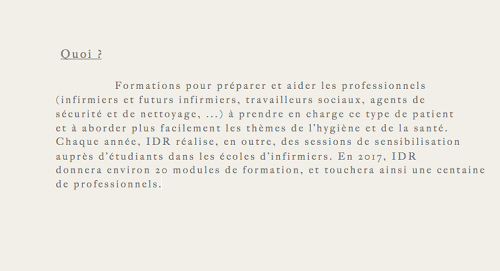 Quoi ?
Formations pour préparer et aider les professionnels
(infirmiers et futurs infirmiers, travailleurs sociaux, agents de
sécurité et de nettoyage, ...) à prendre en charge ce type de patient
et à aborder plus facilement les thèmes de l'hygiène et de la santé.
Chaque année, IDR réalise, en outre, des sessions de sensibilisation
auprès d'étudiants dans les écoles d'infirmiers. En 2017, IDR
donnera environ 20 modules de formation, et touchera ainsi une centaine
de professionnels.